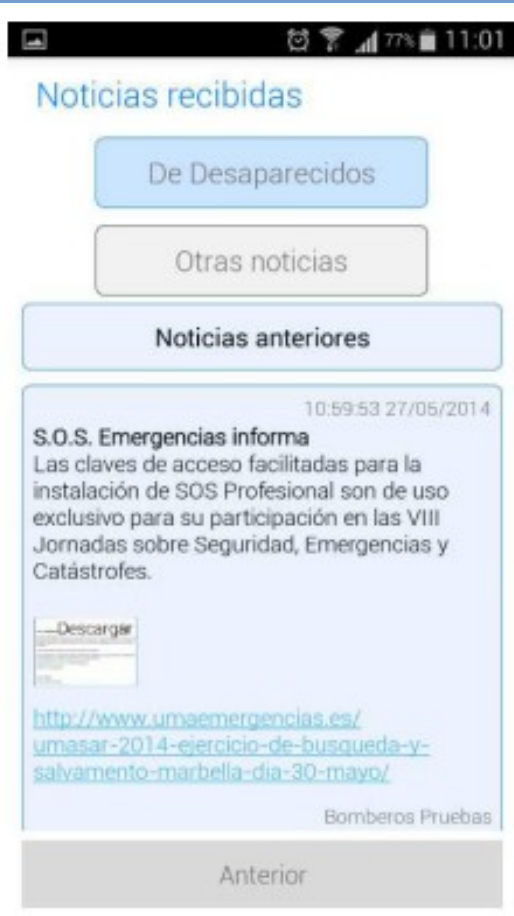 77% 11:01
Noticias recibidas
De Desaparecidos
Otras noticias
Noticias anteriores
10:59:53 27/05/2014
S.O.S. Emergencias informa
Las claves de acceso facilitadas para la
instalación de SOS Profesional son de uso
exclusivo para su participación en las VIII
Jornadas sobre Seguridad, Emergencias y
Catástrofes.
Descargar
http://www.umaemergencias.es/
umasar-2014-ejercicio-de-busqueda-y-
salvamento-marbella-dia-30-mayo/
Bomberos Pruebas
Anterior